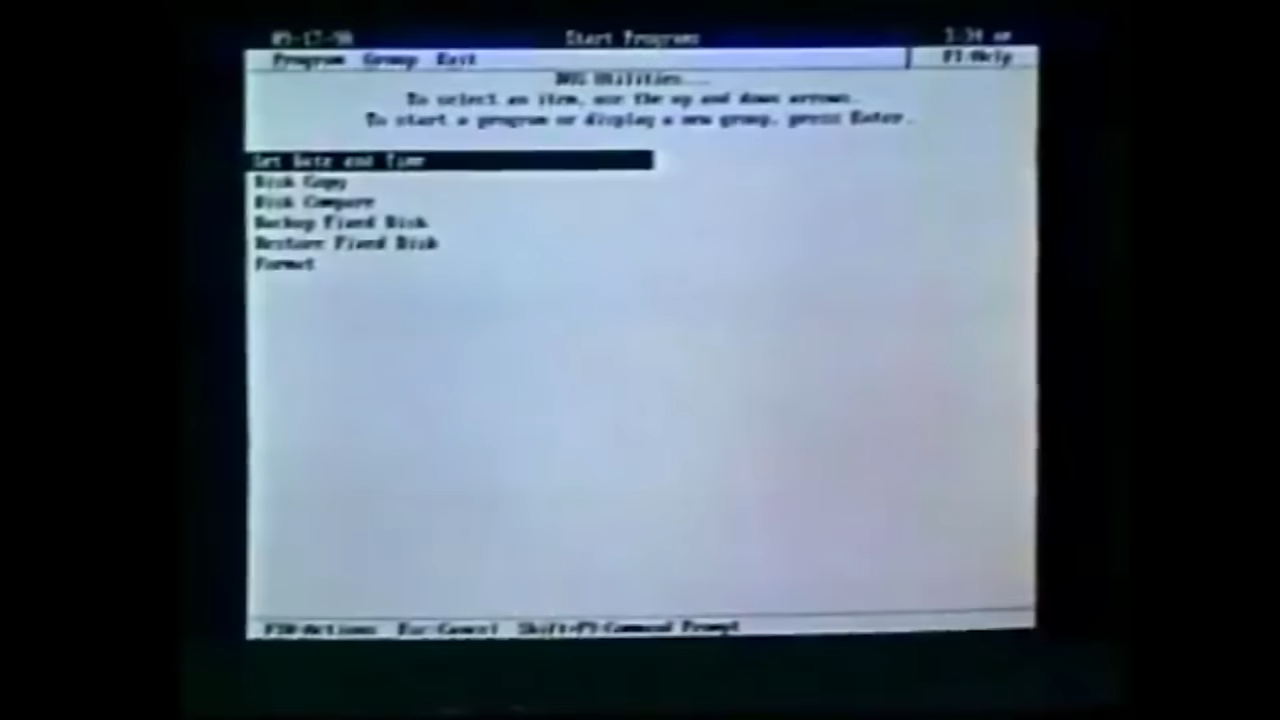 Start Programs
Program Group Exit F1=Help
DOS Utilities...
To select an item, use the up and down arrows.
To start a program or display a new group, press Enter.
Set Date and Time
Disk Copy
Disk Compare
Backup Fixed Disk
Restore Fixed Disk
Format
F10=Actions Esc=Cancel Shift+F9=Command Prompt